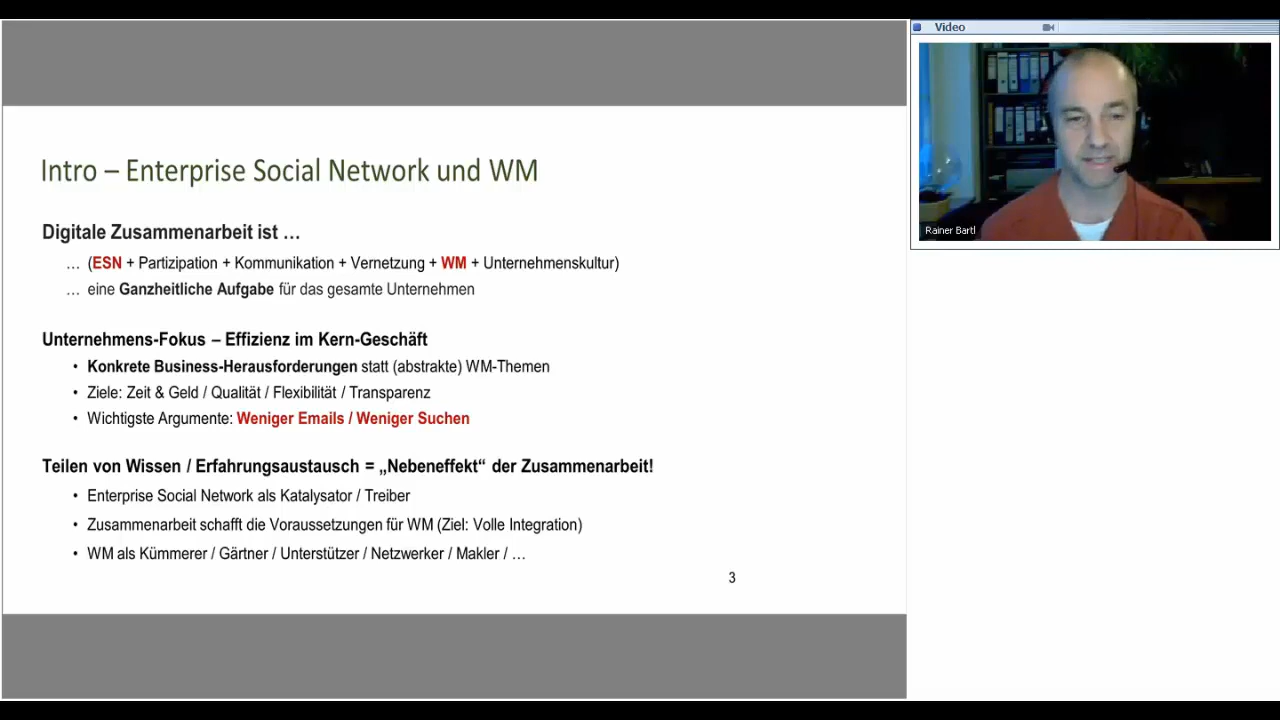 Intro – Enterprise Social Network und WM
Digitale Zusammenarbeit ist …
… (ESN + Partizipation + Kommunikation + Vernetzung + WM + Unternehmenskultur)
… eine Ganzheitliche Aufgabe für das gesamte Unternehmen
Unternehmens-Fokus – Effizienz im Kern-Geschäft
• Konkrete Business-Herausforderungen statt (abstrakte) WM-Themen
• Ziele: Zeit & Geld / Qualität / Flexibilität / Transparenz
• Wichtigste Argumente: Weniger Emails / Weniger Suchen
Teilen von Wissen / Erfahrungsaustausch = „Nebeneffekt“ der Zusammenarbeit!
• Enterprise Social Network als Katalysator / Treiber
• Zusammenarbeit schafft die Voraussetzungen für WM (Ziel: Volle Integration)
• WM als Kümmerer / Gärtner / Unterstützer / Netzwerker / Makler / …
3
Video
Rainer Bartl